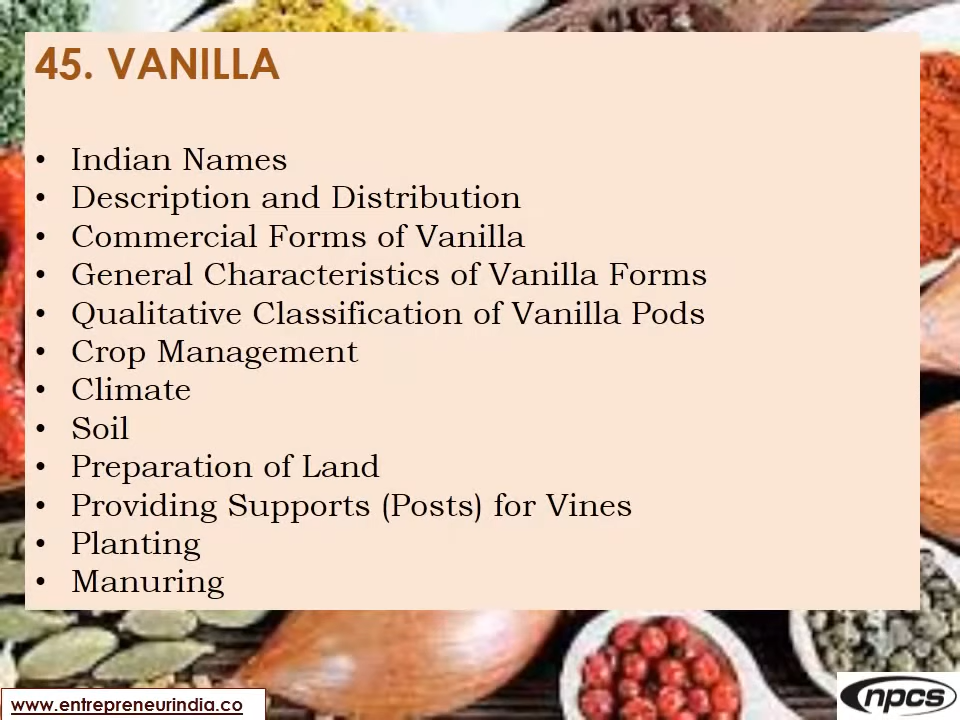 45. VANILLA
• Indian Names
• Description and Distribution
• Commercial Forms of Vanilla
• General Characteristics of Vanilla Forms
• Qualitative Classification of Vanilla Pods
• Crop Management
• Climate
• Soil
• Preparation of Land
• Providing Supports (Posts) for Vines
• Planting
• Manuring
www.entrepreneurindia.co
npcs